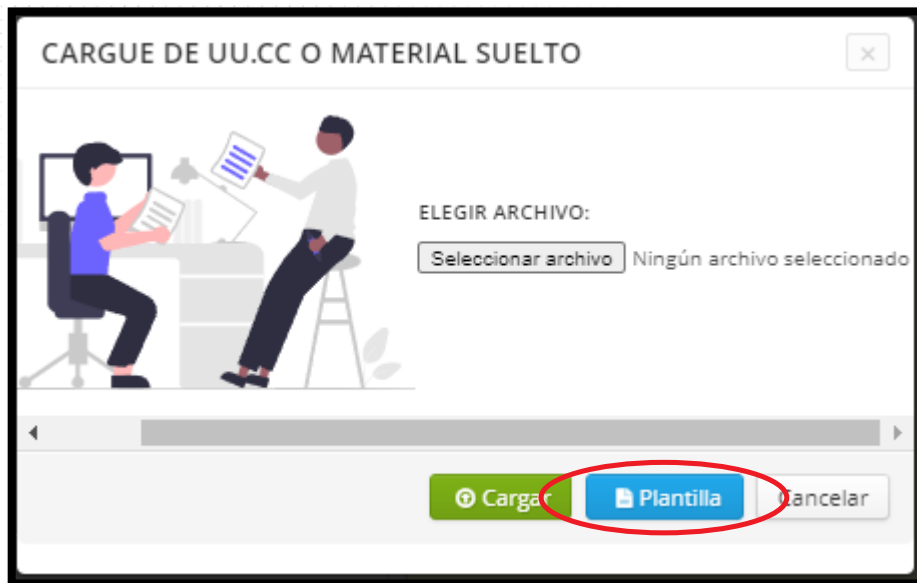 CARGUE DE UU.CC O MATERIAL SUELTO
ELEGIR ARCHIVO:
Seleccionar archivo Ningún archivo seleccionado
Cargar Plantilla Cancelar